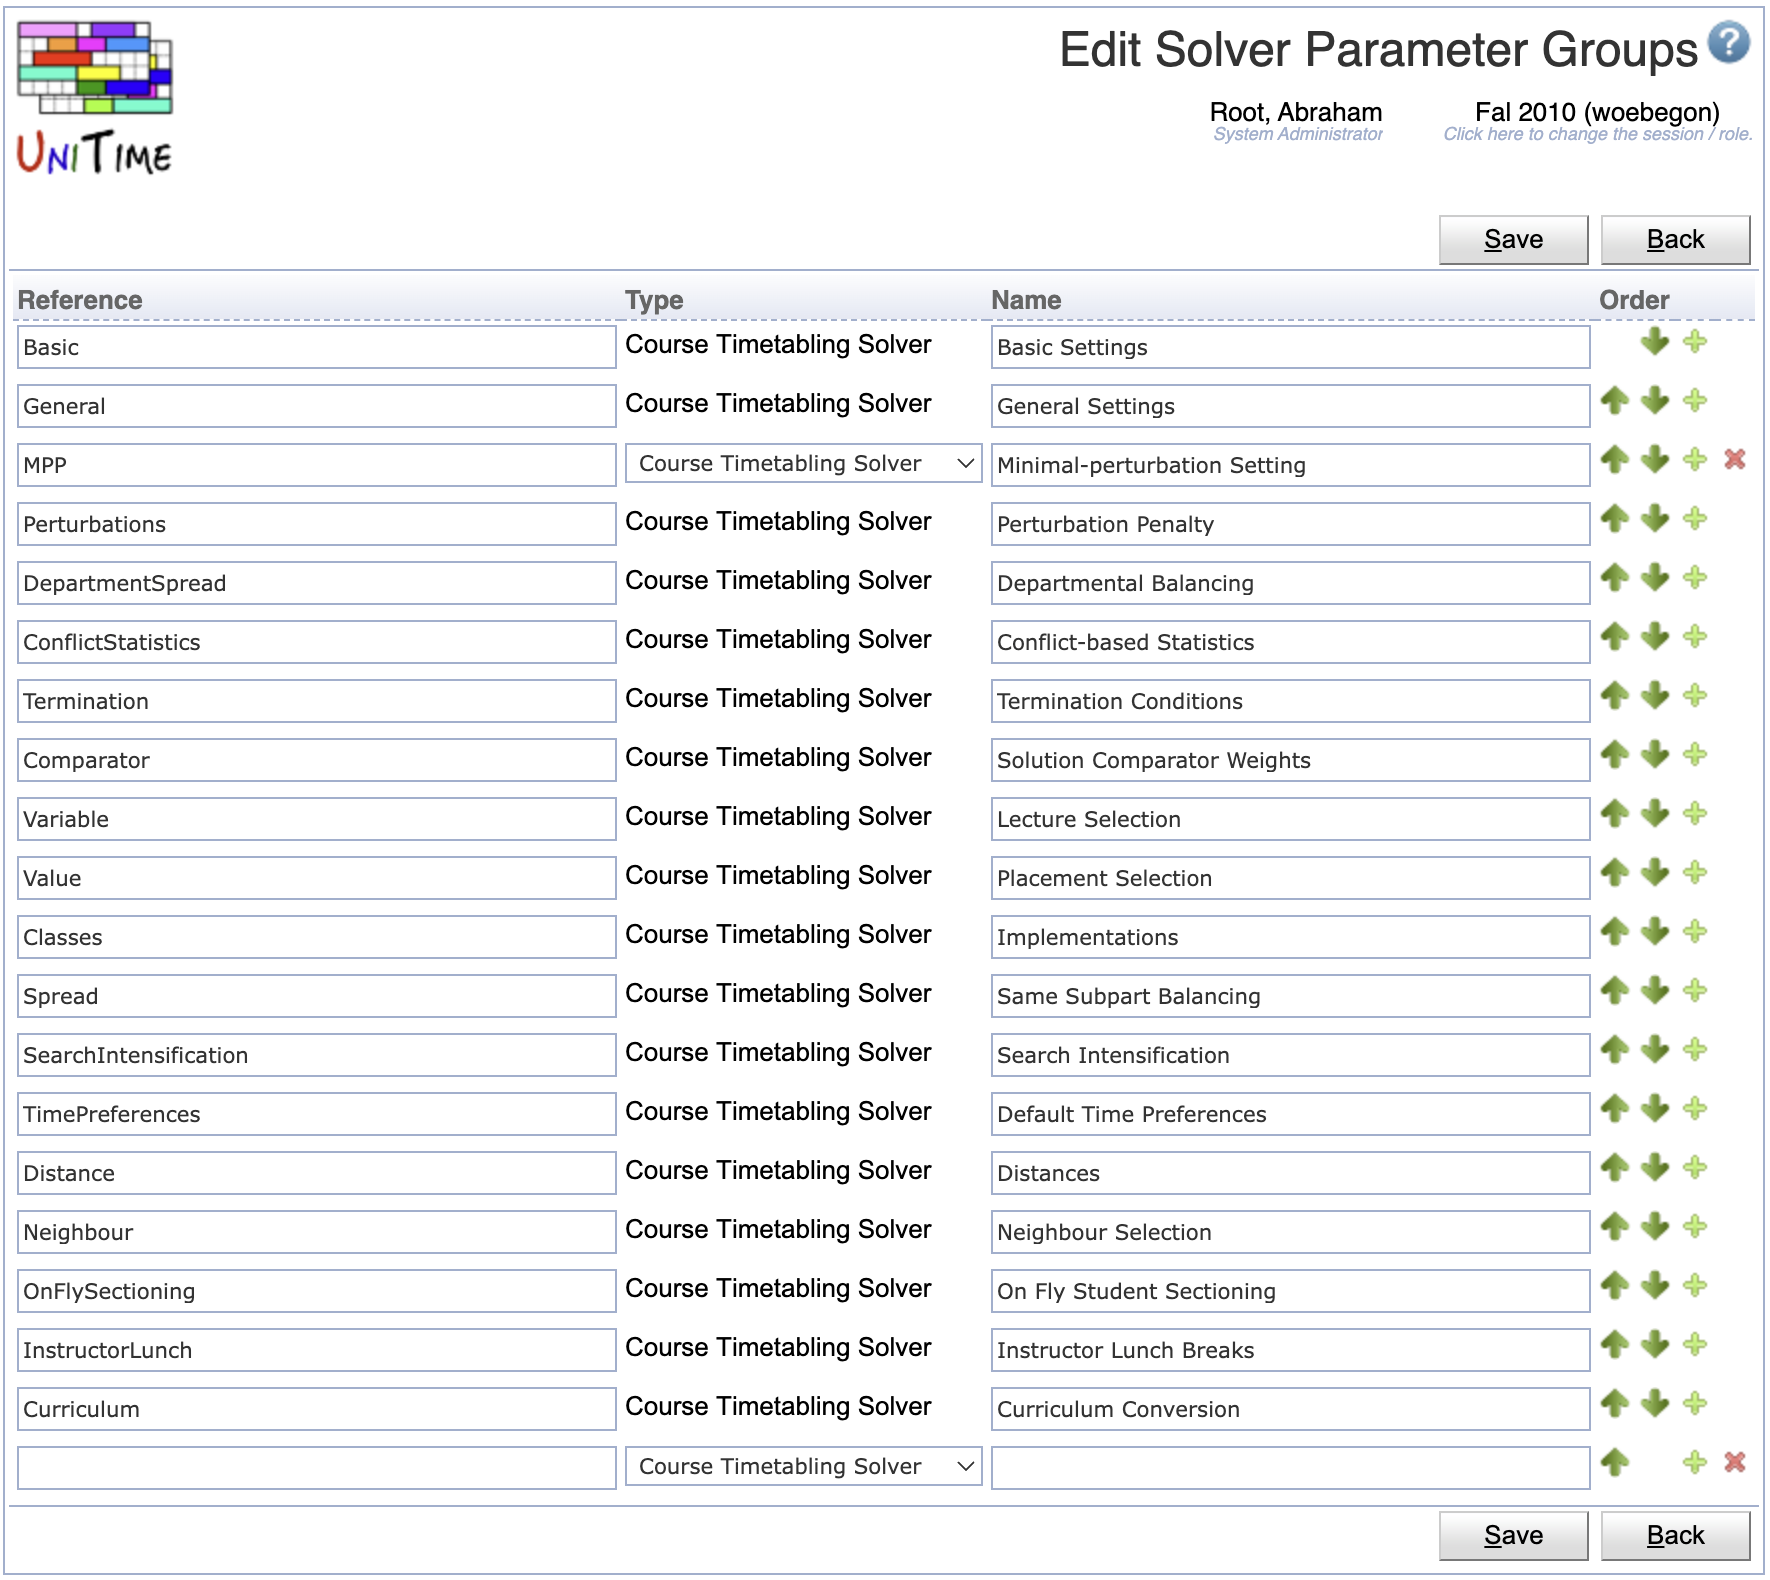 UniTime
Edit Solver Parameter Groups ?
Root, Abraham Fal 2010 (woebegon)
System Administrator Click here to change the session / role.
Save Back
Reference Type Name Order
Basic Course Timetabling Solver Basic Settings
General Course Timetabling Solver General Settings
MPP Course Timetabling Solver Minimal-perturbation Setting
Perturbations Course Timetabling Solver Perturbation Penalty
DepartmentSpread Course Timetabling Solver Departmental Balancing
ConflictStatistics Course Timetabling Solver Conflict-based Statistics
Termination Course Timetabling Solver Termination Conditions
Comparator Course Timetabling Solver Solution Comparator Weights
Variable Course Timetabling Solver Lecture Selection
Value Course Timetabling Solver Placement Selection
Classes Course Timetabling Solver Implementations
Spread Course Timetabling Solver Same Subpart Balancing
SearchIntensification Course Timetabling Solver Search Intensification
TimePreferences Course Timetabling Solver Default Time Preferences
Distance Course Timetabling Solver Distances
Neighbour Course Timetabling Solver Neighbour Selection
OnFlySectioning Course Timetabling Solver On Fly Student Sectioning
InstructorLunch Course Timetabling Solver Instructor Lunch Breaks
Curriculum Course Timetabling Solver Curriculum Conversion
Course Timetabling Solver
Save Back